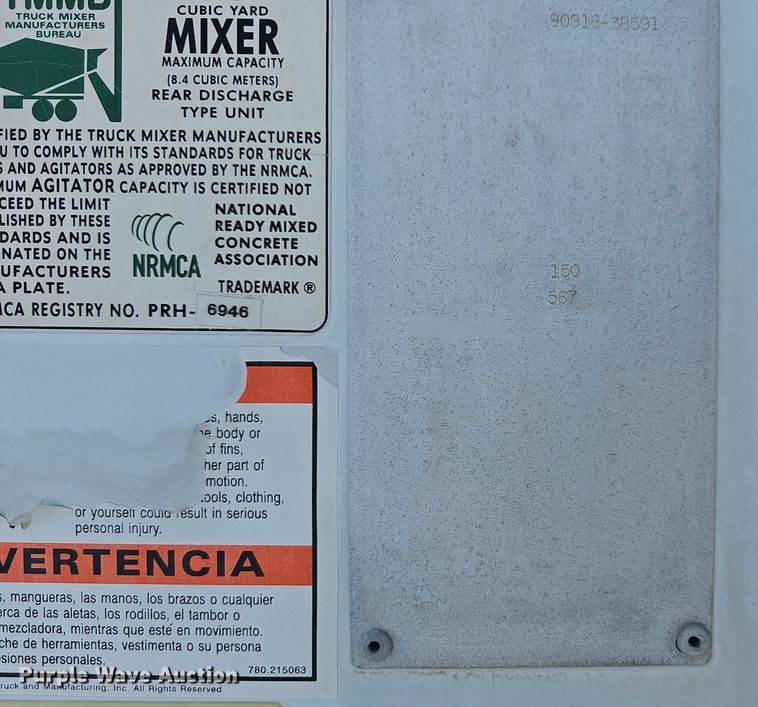 TMMB
TRUCK MIXER
MANUFACTURERS
BUREAU
CUBIC YARD
MIXER
MAXIMUM CAPACITY
(8.4 CUBIC METERS)
REAR DISCHARGE
TYPE UNIT
FIED BY THE TRUCK MIXER MANUFACTURERS
U TO COMPLY WITH ITS STANDARDS FOR TRUCK
S AND AGITATORS AS APPROVED BY THE NRMCA.
MUM AGITATOR CAPACITY IS CERTIFIED NOT
CEED THE LIMIT
LISHED BY THESE
DARDS AND IS
NATED ON THE
UFACTURERS
A PLATE.
NRMCA
NATIONAL
READY MIXED
CONCRETE
ASSOCIATION
TRADEMARK ®
MCA REGISTRY NO. PRH-6946
90918-38591
150
567
s, hands,
e body or
of fins,
her part of
motion.
ools, clothing,
or yourself could result in serious
personal injury.
VERTENCIA
s, mangueras, las manos, los brazos o cualquier
erca de las aletas, los rodillos, el tambor o
mezcladora, mientras que esté en movimiento.
che de herramientas, vestimenta o su persona
esiones personales.
780.215063
Purple Wave Auction
ruck and Manufacturing, Inc. All Rights Reserved